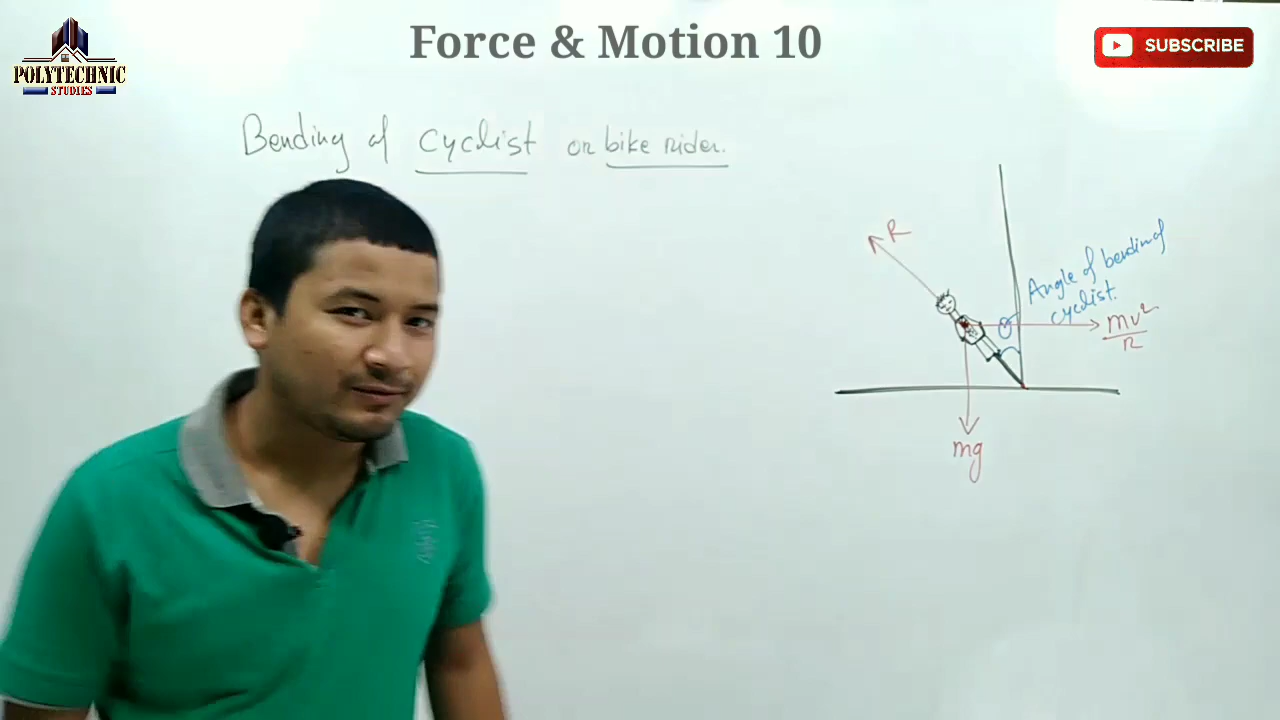 Force & Motion 10
POLYTECHNIC
STUDIES
SUBSCRIBE
Bending of cyclist or bike rider.
R
Angle of bending of
cyclist.
θ
mv²
r
mg